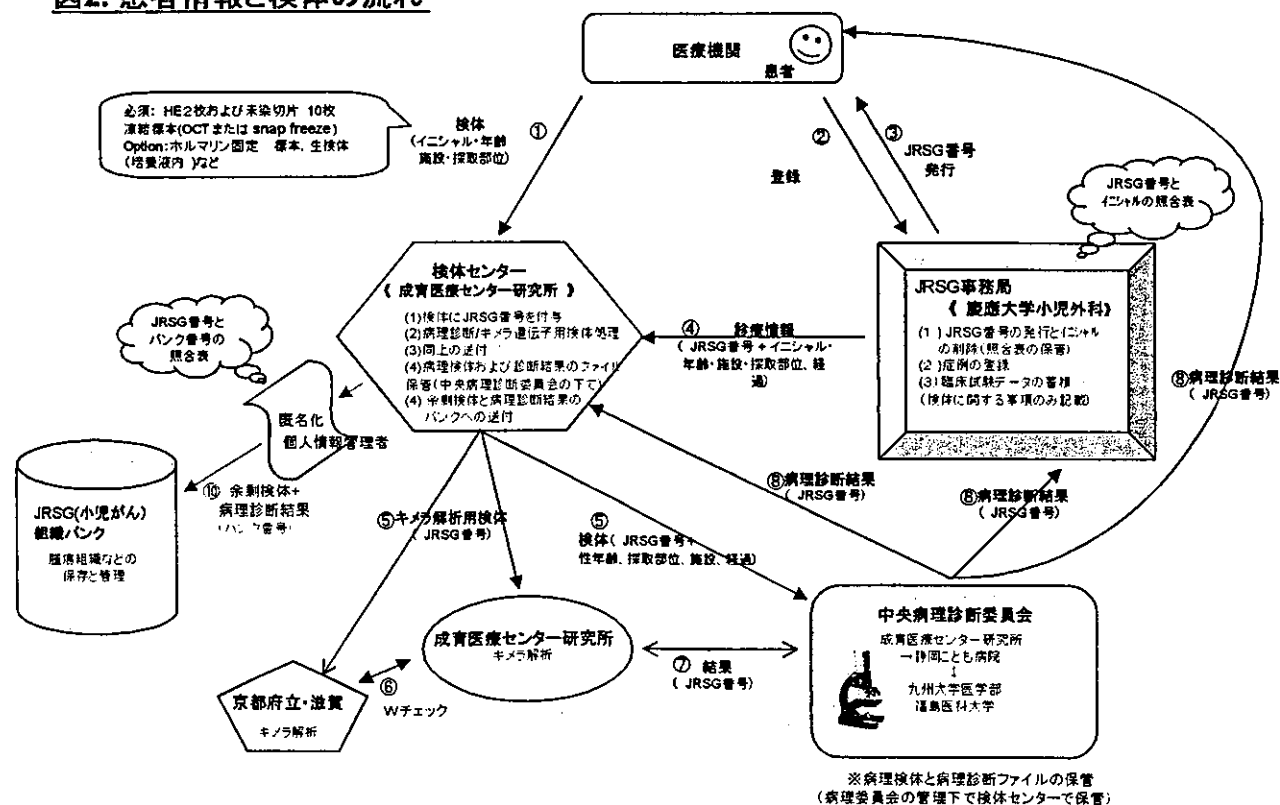 図2. 患者情報と検体の流れ
医療機関
患者
必須: HE2枚および未染切片 10枚
凍結標本(OCTまたは snap freeze)
Option:ホルマリン固定 標本、生検体
(培養液内 )など
検体
(イニシャル・年齢
施設・採取部位)
①
②
登録
③
JRSG番号
発行
JRSG番号と
イニシャルの照合表
検体センター
《 成育医療センター研究所 》
(1)検体にJRSG番号を付与
(2)病理診断/キメラ遺伝子用検体処理
(3)同上の送付
(4)病理検体および診断結果のファイル
保管(中央病理診断委員会の下で)
(4) 余剰検体と病理診断結果の
バンクへの送付
④ 診療情報
( JRSG番号 + イニシャル・
年齢・施設・採取部位、経
過)
JRSG事務局
《 慶應大学小児外科》
(1 ) JRSG番号の発行とイニシャル
の削除(照合表の保管)
(2 )症例の登録
(3)臨床試験データの蓄積
(検体に関する事項のみ記載)
⑧病理診断結果
( JRSG番号)
JRSG番号と
バンク番号の
照合表
匿名化
個人情報管理者
⑩ 余剰検体+
病理診断結果
(バンク番号)
JRSG(小児がん)
組織バンク
腫瘍組織などの
保存と管理
⑤キメラ解析用検体
( JRSG番号)
⑤
検体( JRSG番号+
性年齢、採取部位、施設、経過)
⑧病理診断結果
( JRSG番号)
⑧病理診断結果
( JRSG番号)
成育医療センター研究所
キメラ解析
京都府立・滋賀
キメラ解析
⑥
Wチェック
⑦ 結果
( JRSG番号)
中央病理診断委員会
成育医療センター研究所
→静岡こども病院
↓
九州大学医学部
福島医科大学
※病理検体と病理診断ファイルの保管
(病理委員会の管理下で検体センターで保管)